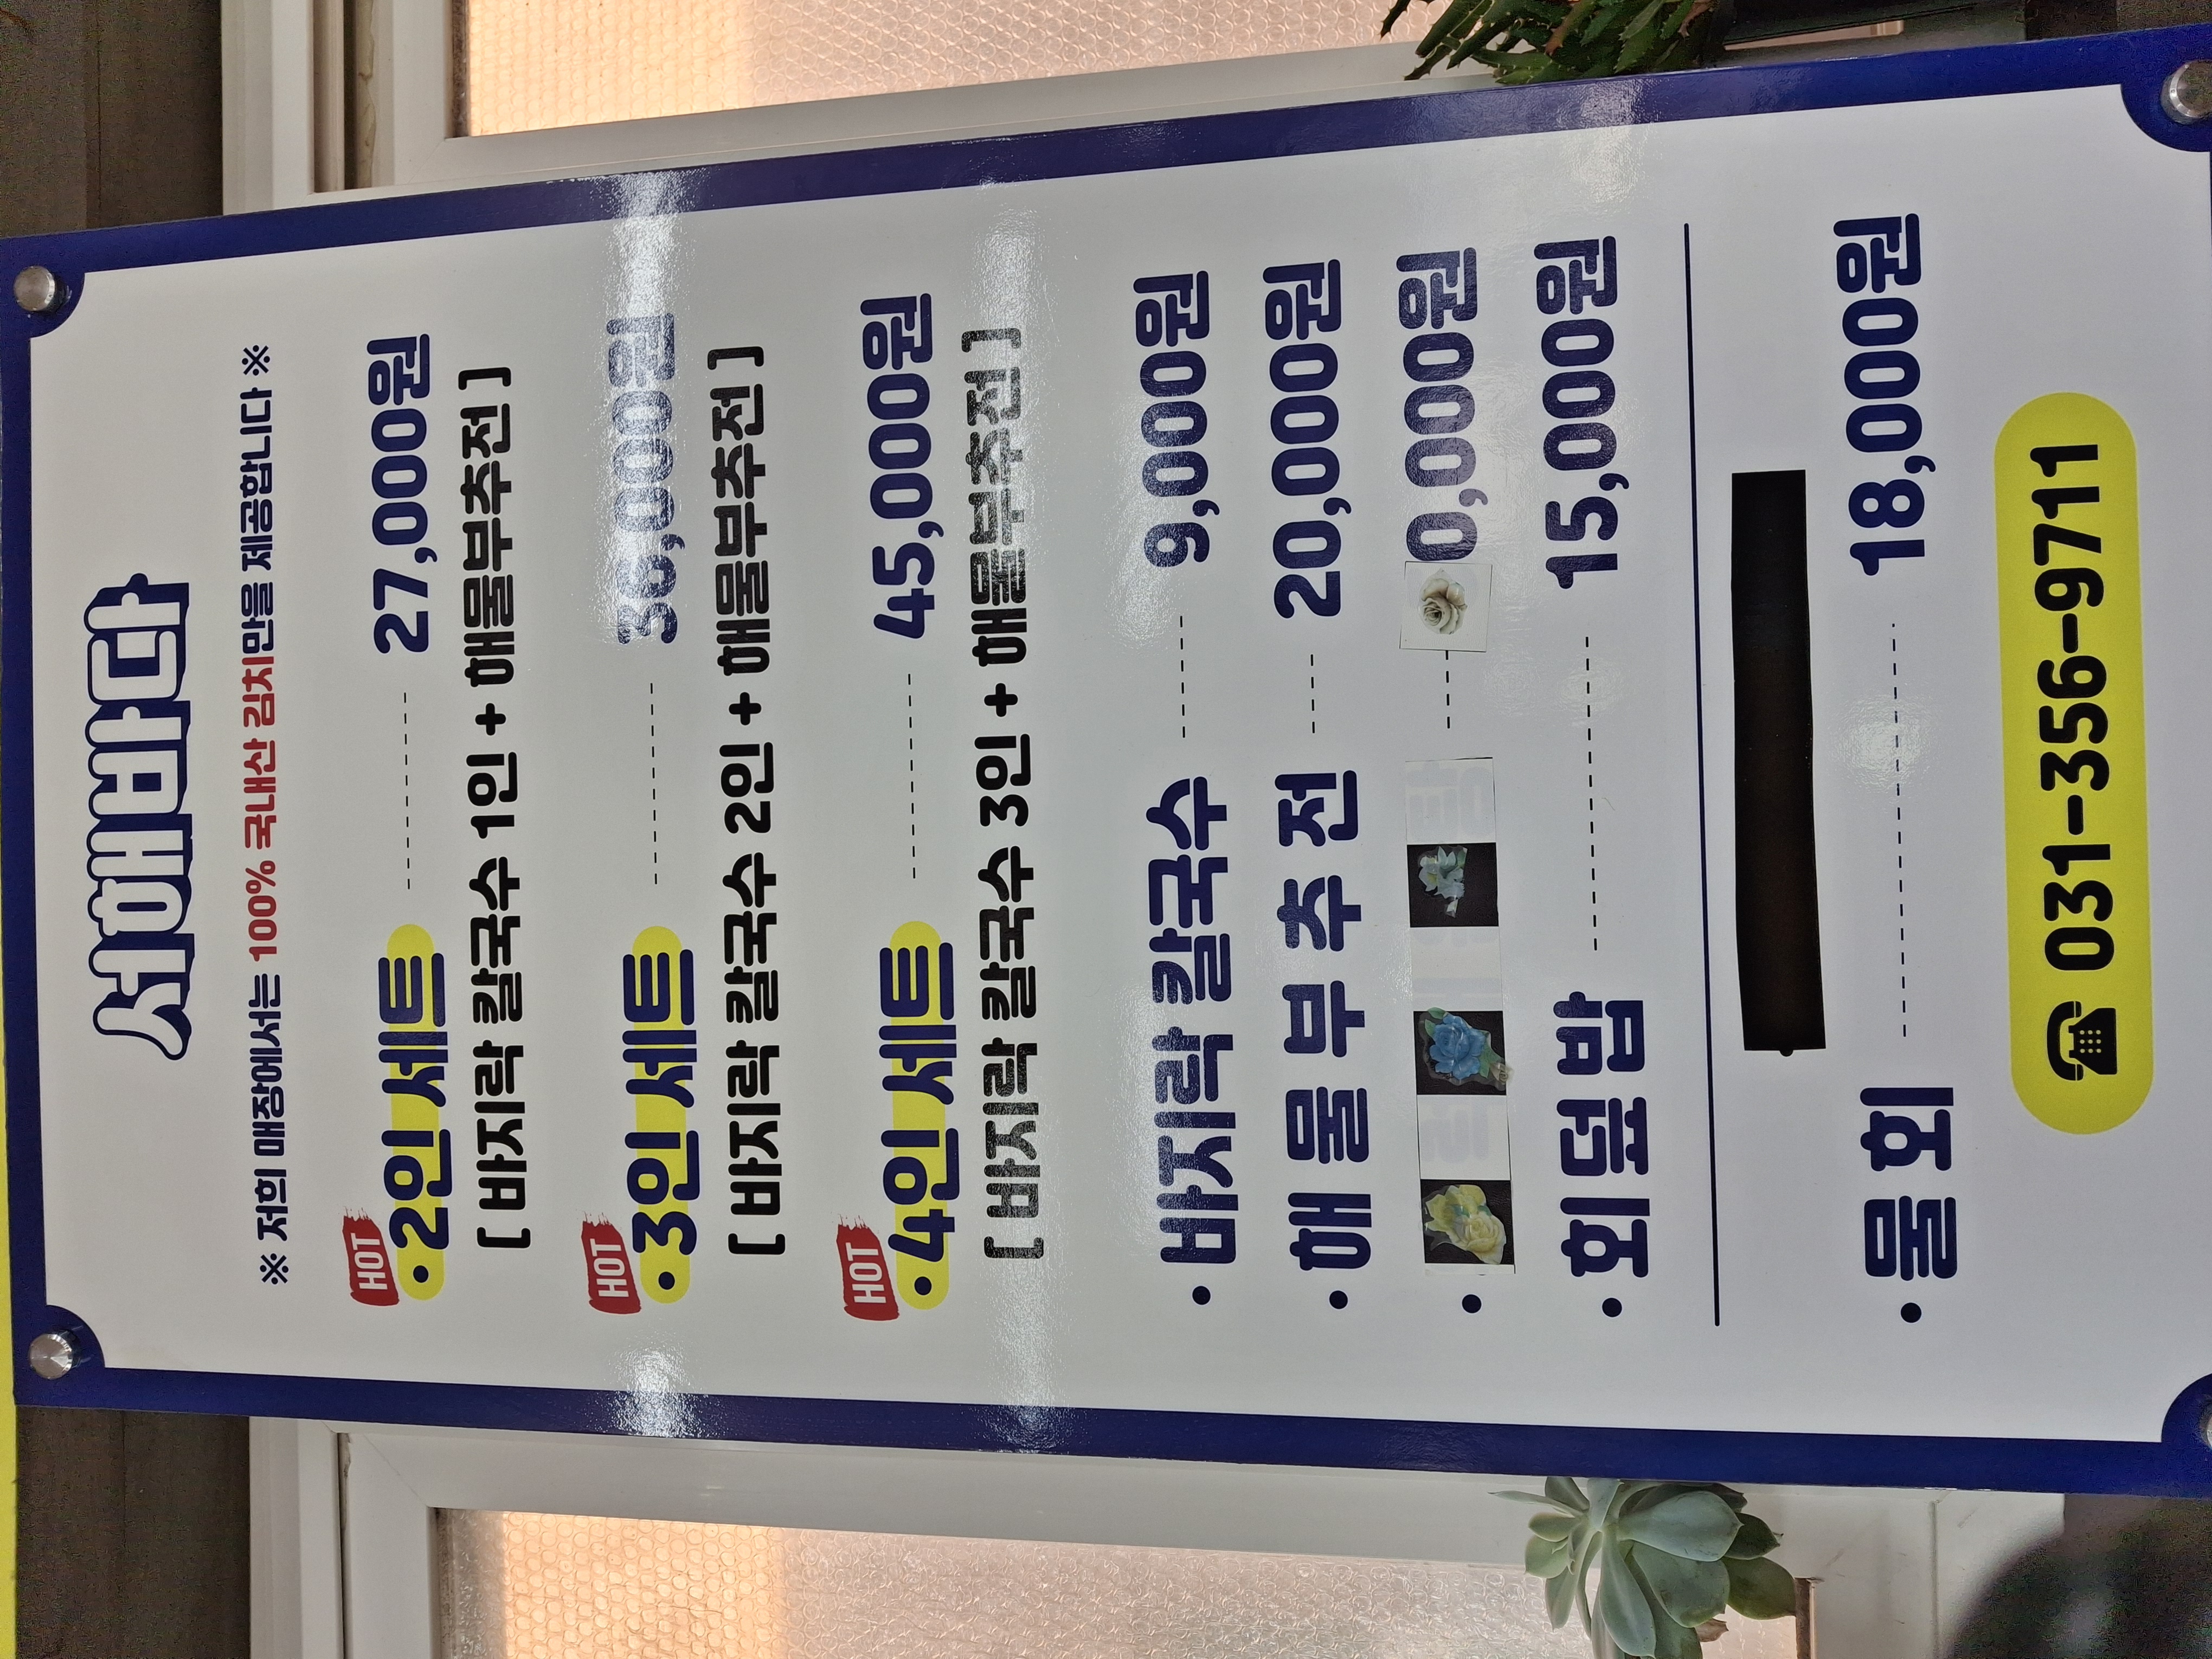 서해바다
※ 저희 매장에서는 100% 국내산 김치만을 제공합니다 ※
HOT
• 2인 세트 27,000원
[ 바지락 칼국수 1인 + 해물부추전 ]
HOT
• 3인 세트 36,000원
[ 바지락 칼국수 2인 + 해물부추전 ]
HOT
• 4인 세트 45,000원
[ 바지락 칼국수 3인 + 해물부추전 ]
• 바지락 칼국수 9,000원
• 해물부추전 20,000원
• 0,000원
• 회덮밥 15,000원
• 물회 18,000원
☎ 031-356-9711